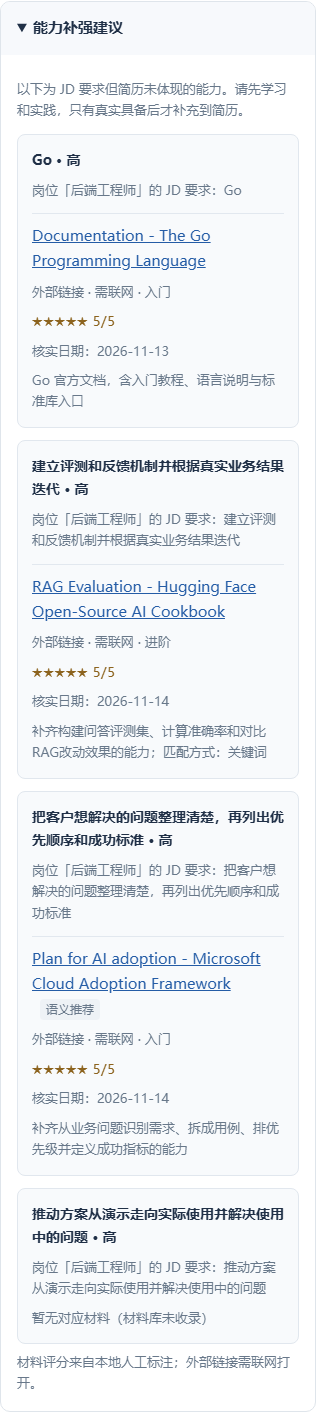 ▼ 能力补强建议
以下为 JD 要求但简历未体现的能力。请先学习
和实践，只有真实具备后才补充到简历。
Go • 高
岗位「后端工程师」的 JD 要求：Go
Documentation - The Go
Programming Language
外部链接 · 需联网 · 入门
★★★★★ 5/5
核实日期：2026-11-13
Go 官方文档，含入门教程、语言说明与标
准库入口
建立评测和反馈机制并根据真实业务结果
迭代 • 高
岗位「后端工程师」的 JD 要求：建立评测
和反馈机制并根据真实业务结果迭代
RAG Evaluation - Hugging Face
Open-Source AI Cookbook
外部链接 · 需联网 · 进阶
★★★★★ 5/5
核实日期：2026-11-14
补齐构建问答评测集、计算准确率和对比
RAG改动效果的能力；匹配方式：关键词
把客户想解决的问题整理清楚，再列出优
先顺序和成功标准 • 高
岗位「后端工程师」的 JD 要求：把客户想
解决的问题整理清楚，再列出优先顺序和成
功标准
Plan for AI adoption - Microsoft
Cloud Adoption Framework
语义推荐
外部链接 · 需联网 · 入门
★★★★★ 5/5
核实日期：2026-11-14
补齐从业务问题识别需求、拆成用例、排优
先级并定义成功指标的能力
推动方案从演示走向实际使用并解决使用
中的问题 • 高
岗位「后端工程师」的 JD 要求：推动方案
从演示走向实际使用并解决使用中的问题
暂无对应材料（材料库未收录）
材料评分来自本地人工标注；外部链接需联网打
开。